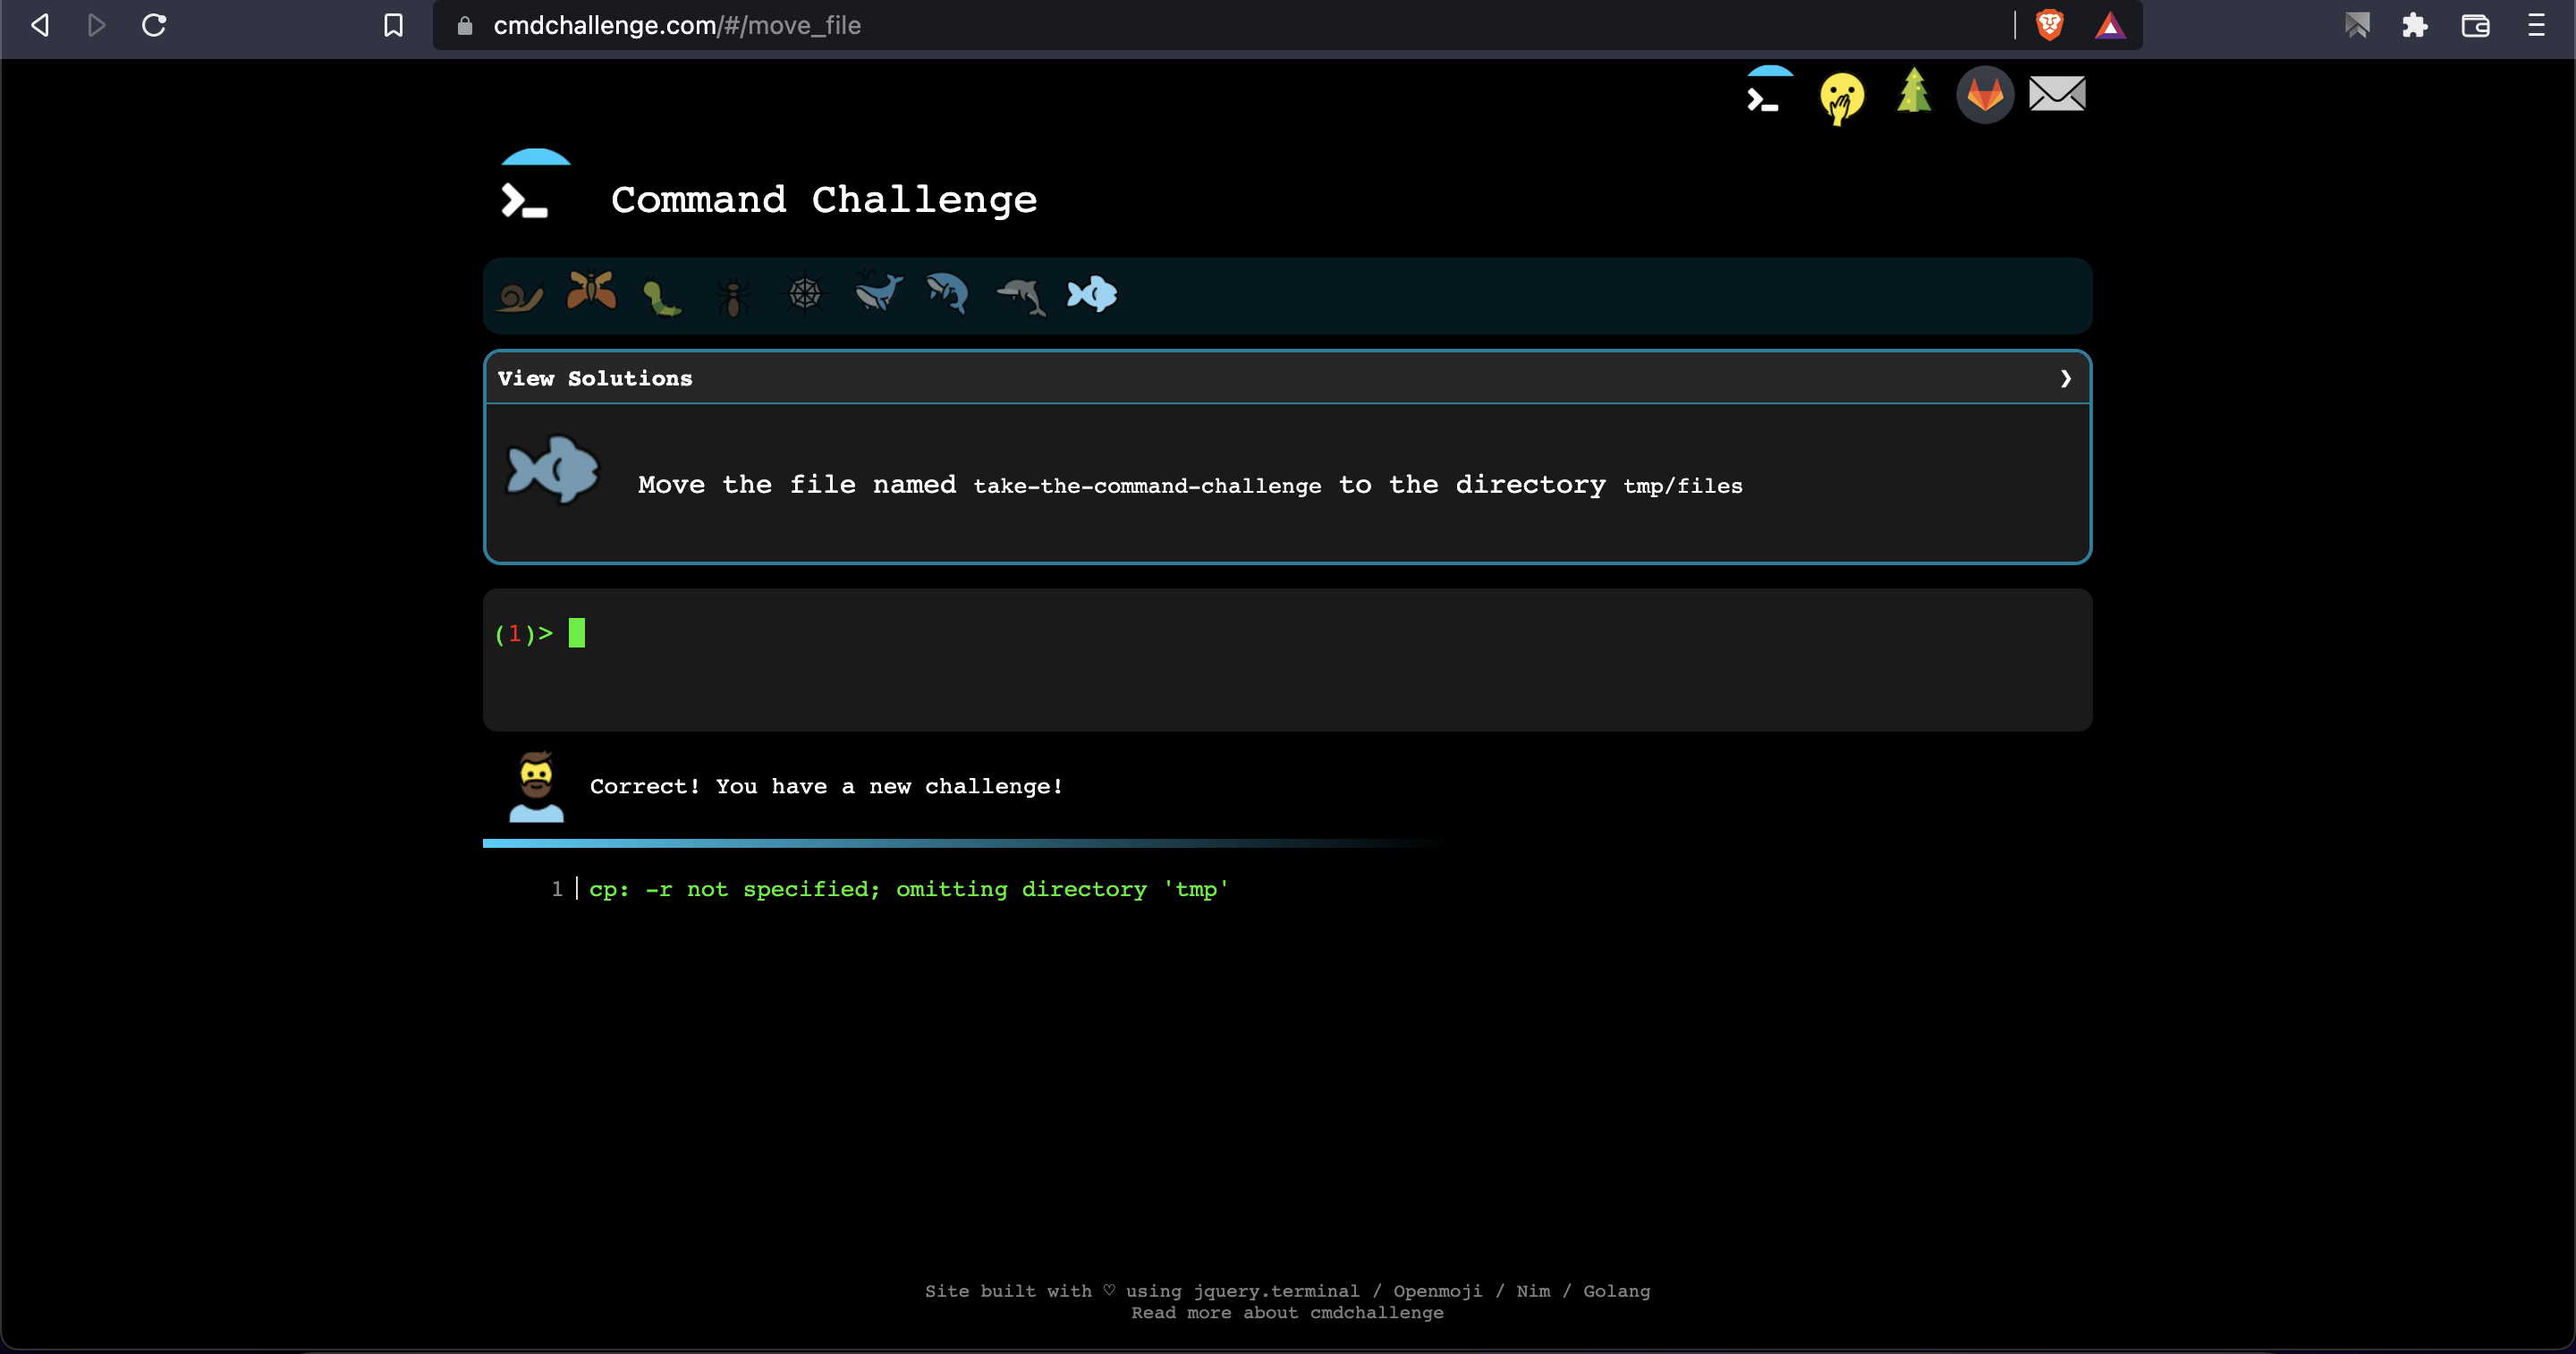 cmdchallenge.com/#/move_file
Command Challenge
View Solutions ❯
Move the file named take-the-command-challenge to the directory tmp/files
(1)>
Correct! You have a new challenge!
1 cp: -r not specified; omitting directory 'tmp'
Site built with ♡ using jquery.terminal / Openmoji / Nim / Golang
Read more about cmdchallenge